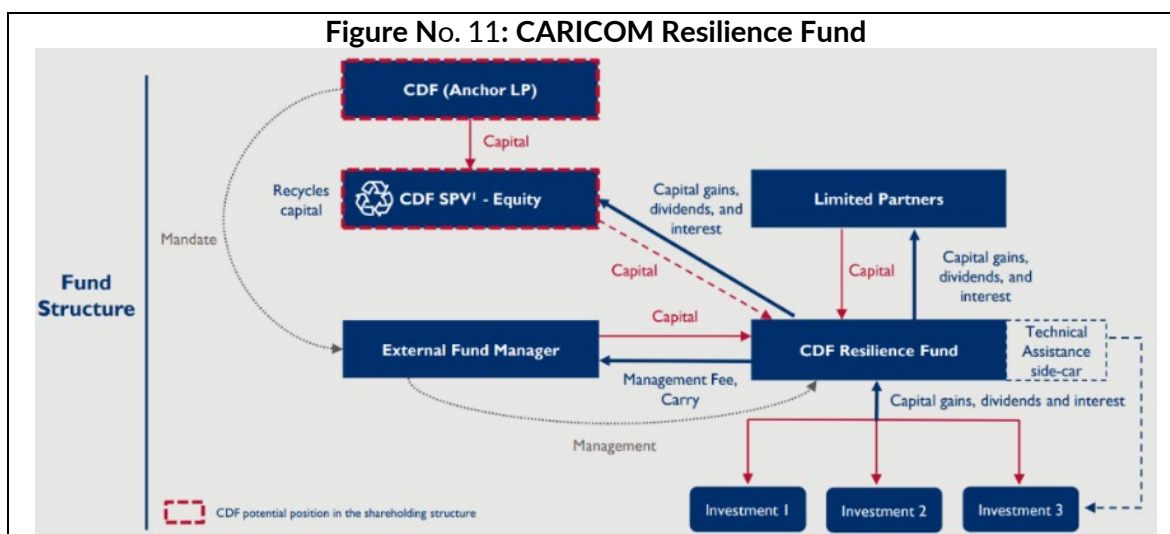 Figure No. 11: CARICOM Resilience Fund
CDF (Anchor LP)
Capital
Recycles
capital
CDF SPV¹ - Equity
Capital gains,
dividends, and
interest
Limited Partners
Mandate
Capital
Capital
Capital gains,
dividends, and
interest
Fund
Structure
External Fund Manager
Capital
CDF Resilience Fund
Technical
Assistance
side-car
Management Fee,
Carry
Capital gains, dividends and interest
Management
Investment 1
Investment 2
Investment 3
CDF potential position in the shareholding structure